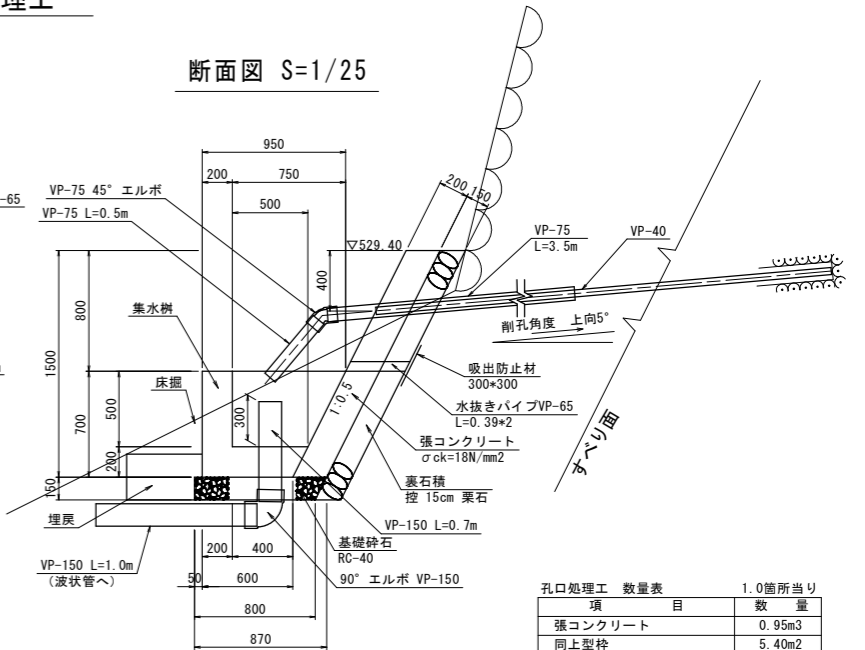 理工
断面図 S=1/25
950
200
750
500
200
150
-65
VP-75 45° エルボ
VP-75 L=0.5m
▽529.40
400
VP-75
L=3.5m
VP-40
800
1500
集水桝
削孔角度 上向5°
床掘
吸出防止材
300*300
700
500
300
1:0.5
水抜きパイプVP-65
L=0.39*2
張コンクリート
σck=18N/mm2
すべり面
200
150
裏石積
控 15cm 栗石
埋戻
VP-150 L=0.7m
基礎砕石
RC-40
VP-150 L=1.0m
(波状管へ)
200
400
50
600
90° エルボ VP-150
800
870
孔口処理工 数量表 1.0箇所当り
項 目 数 量
張コンクリート 0.95m3
同上型枠 5.40m2